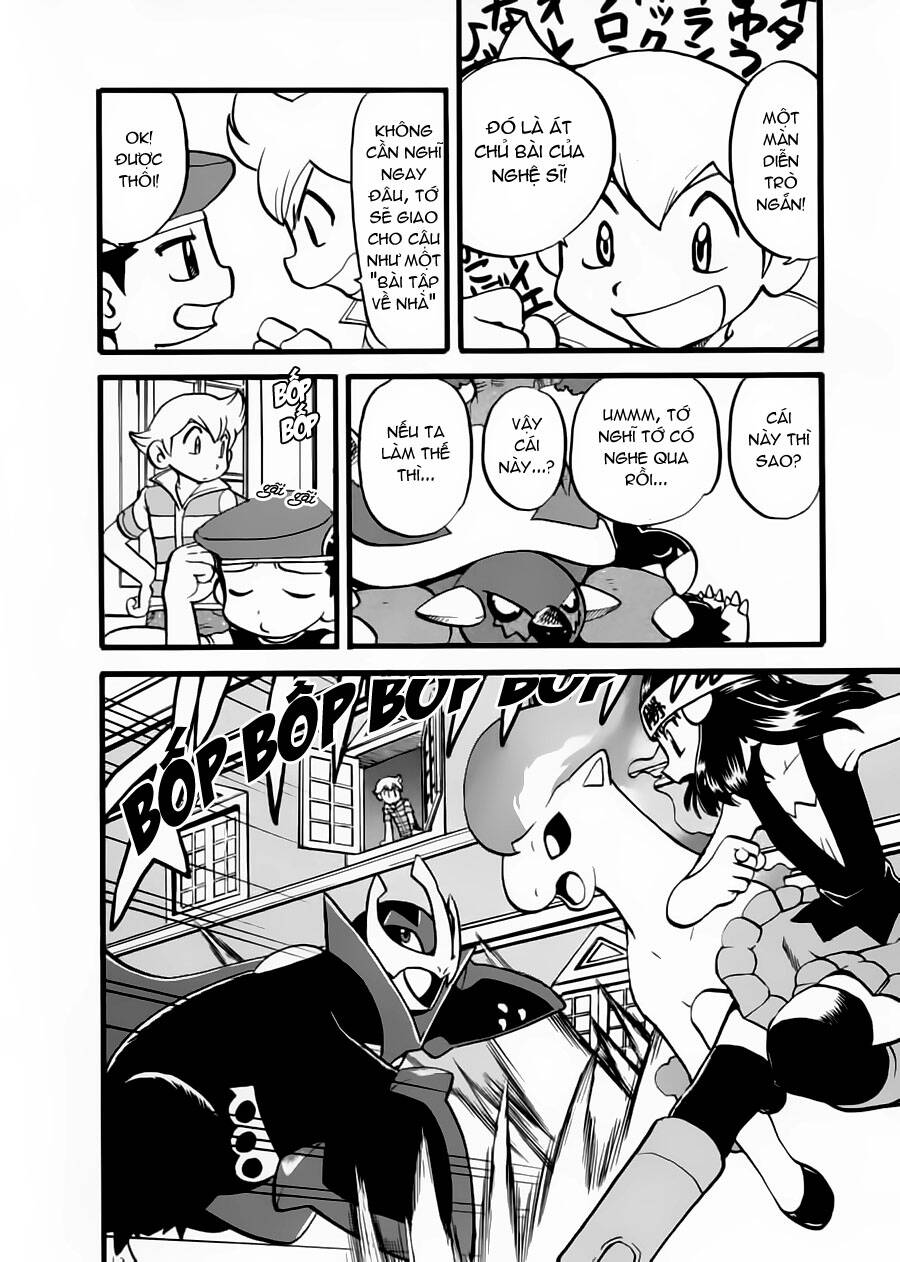 MỘT
MÀN
DIỄN
TRÒ
NGẮN!
ĐÓ LÀ ÁT
CHỦ BÀI CỦA
NGHỆ SĨ!
KHÔNG
CẦN NGHĨ
NGAY
ĐÂU, TỚ
SẼ GIAO
CHO CÂU
NHƯ MỘT
"BÀI TẬP
VỀ NHÀ"
OK!
ĐƯỢC
THÔI!
CÁI
NÀY THÌ
SAO?
UMMM, TỚ
NGHĨ TỚ CÓ
NGHE QUA
RỒI...
VẬY
CÁI
NÀY...?
NẾU TA
LÀM THẾ
THÌ...
BỐP
BỐP
gãi gãi
BỐP BỐP BỐP BỐP